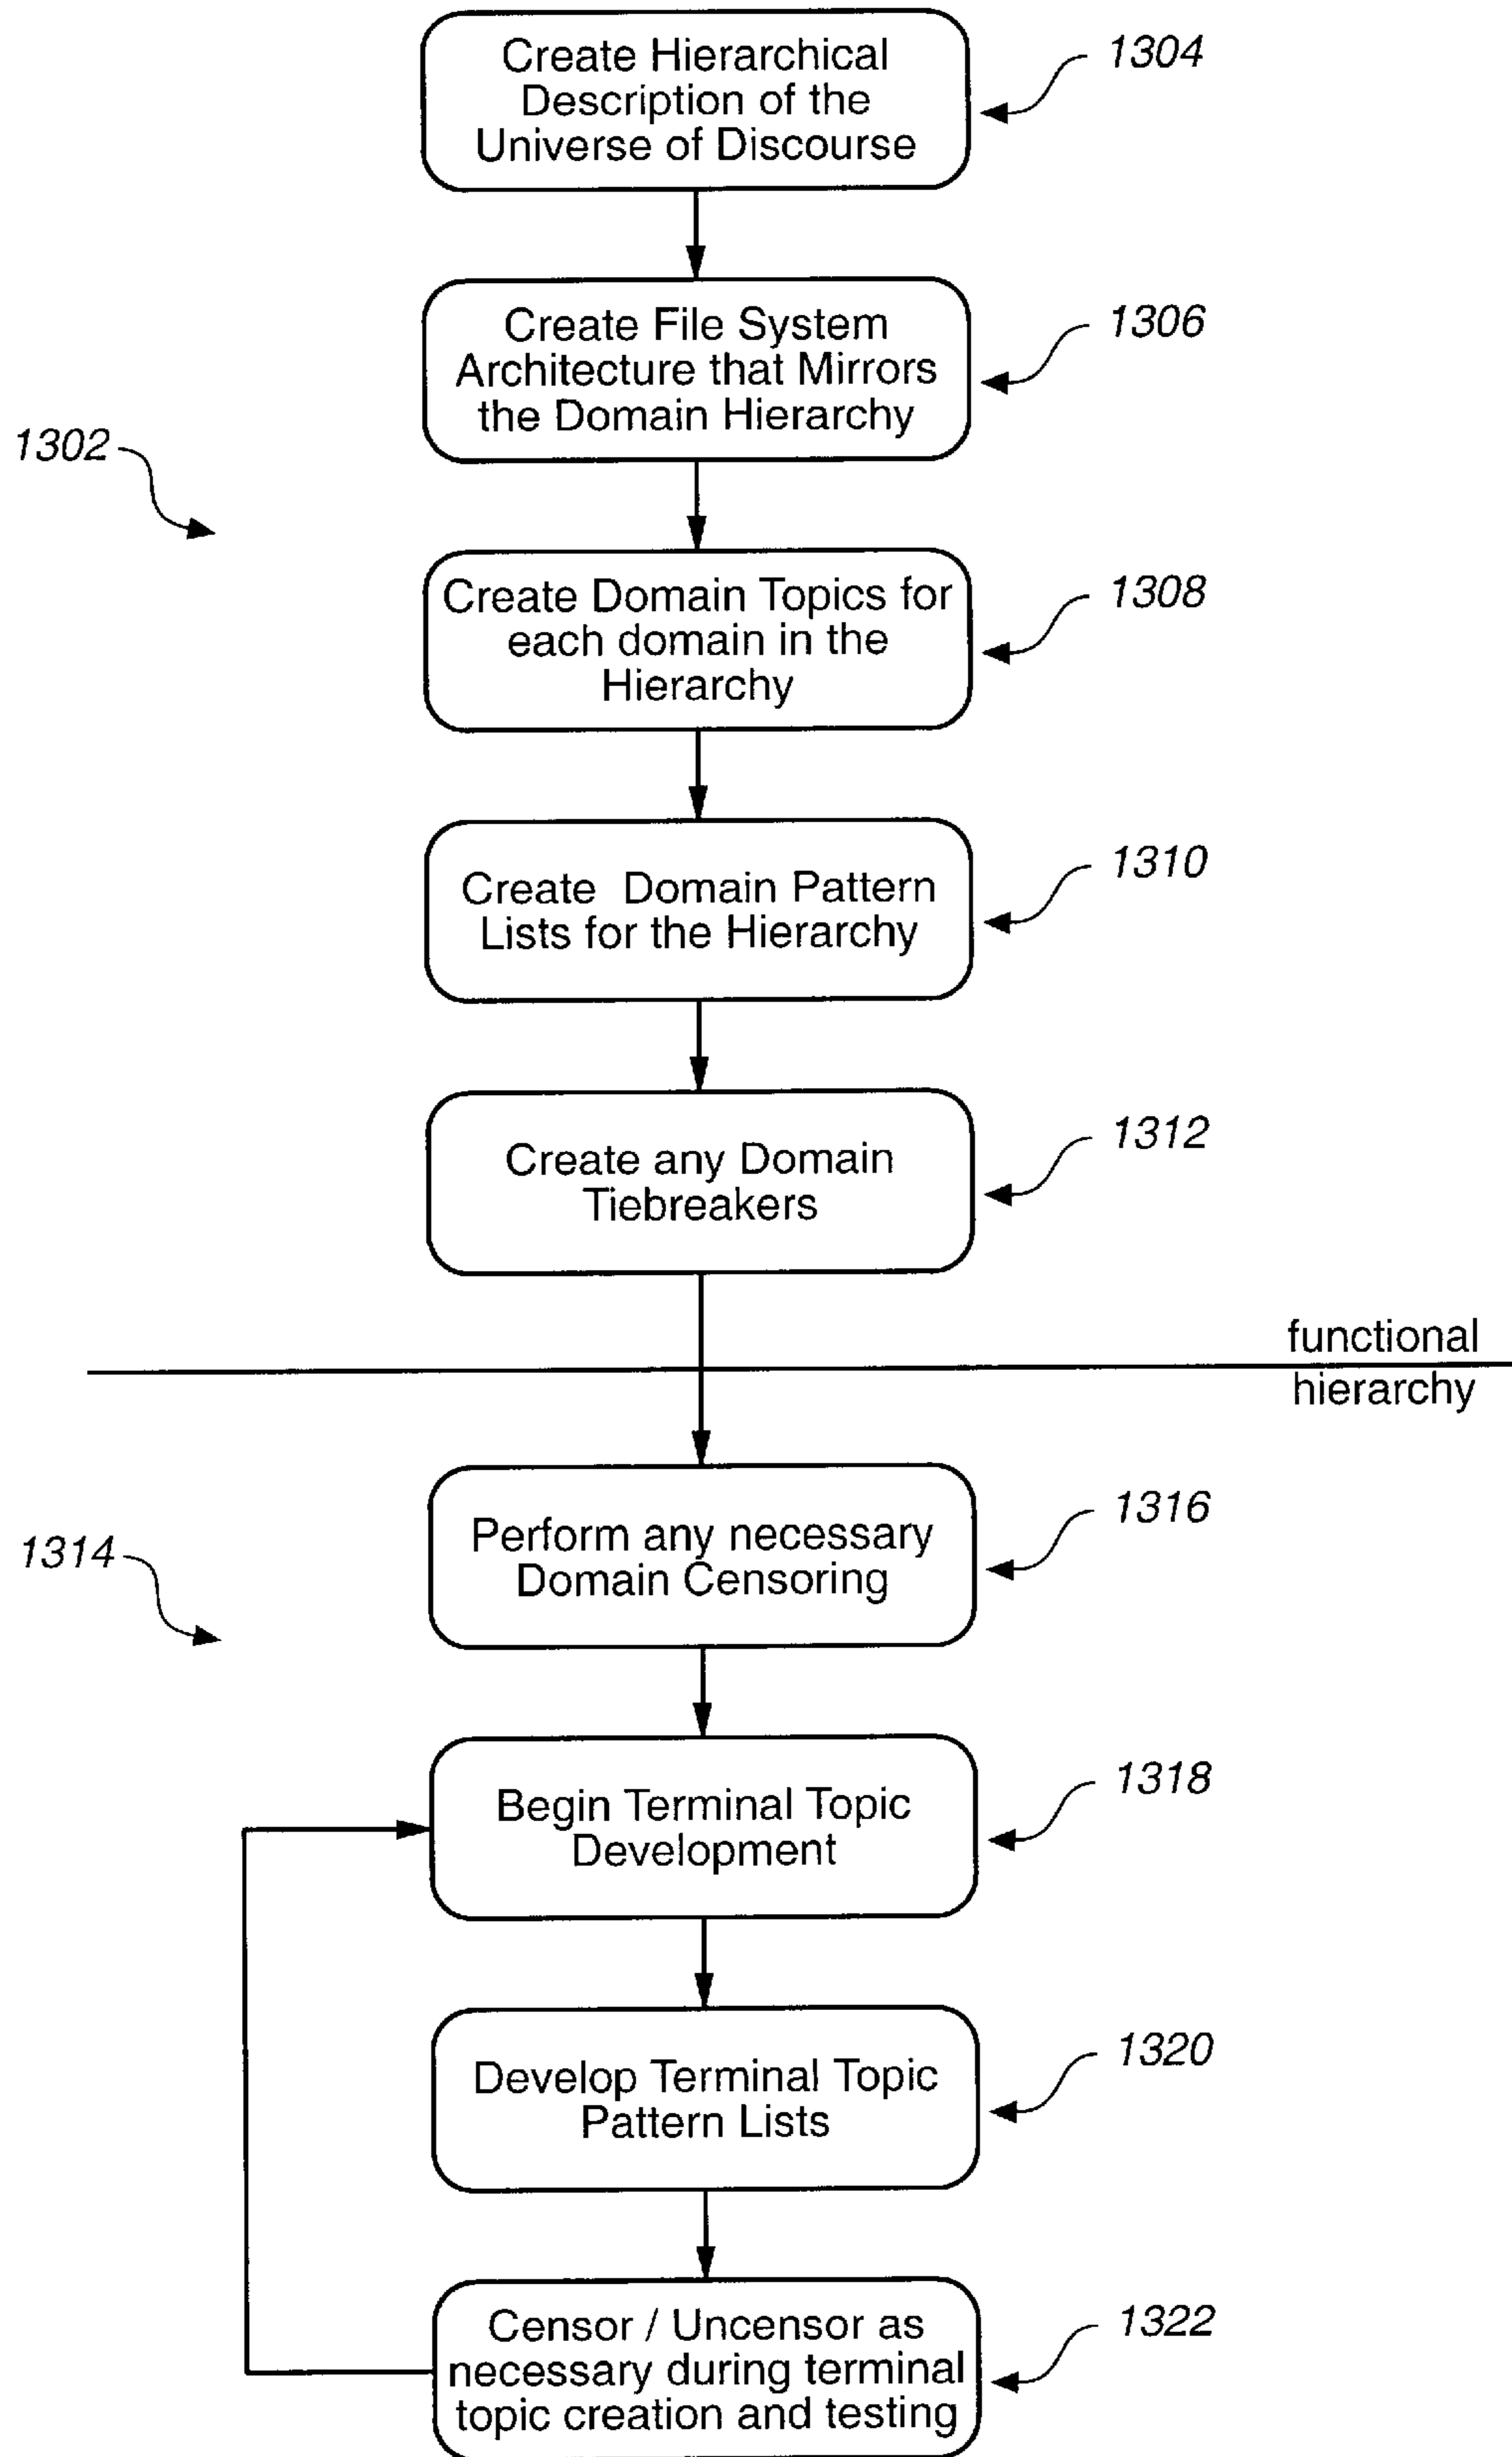 Create Hierarchical
Description of the
Universe of Discourse
1304
Create File System
Architecture that Mirrors
the Domain Hierarchy
1306
1302
Create Domain Topics for
each domain in the
Hierarchy
1308
Create Domain Pattern
Lists for the Hierarchy
1310
Create any Domain
Tiebreakers
1312
functional
hierarchy
Perform any necessary
Domain Censoring
1316
1314
Begin Terminal Topic
Development
1318
Develop Terminal Topic
Pattern Lists
1320
Censor / Uncensor as
necessary during terminal
topic creation and testing
1322